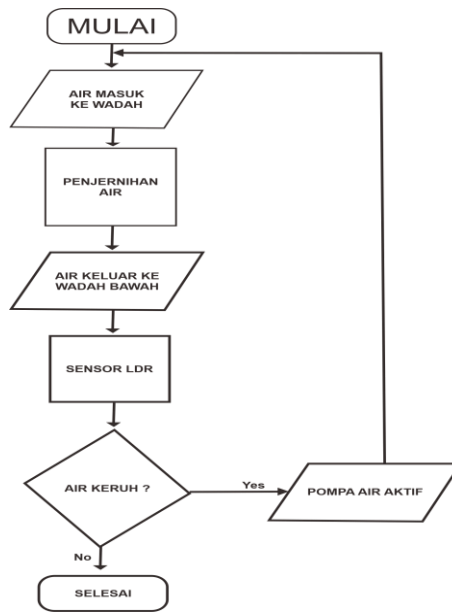 MULAI
AIR MASUK
KE WADAH
PENJERNIHAN
AIR
AIR KELUAR KE
WADAH BAWAH
SENSOR LDR
AIR KERUH ?
Yes
POMPA AIR AKTIF
No
SELESAI